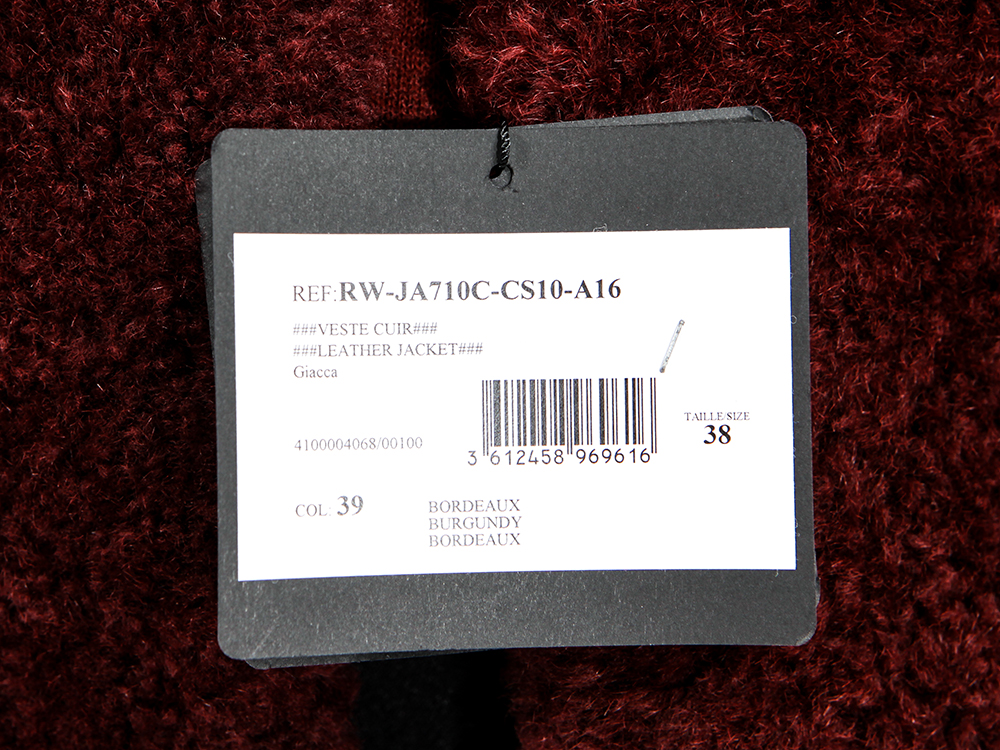 REF:RW-JA710C-CS10-A16
###VESTE CUIR###
###LEATHER JACKET###
Giacca
4100004068/00100
3 612458 969616
TAILLE/SIZE
38
COL: 39
BORDEAUX
BURGUNDY
BORDEAUX